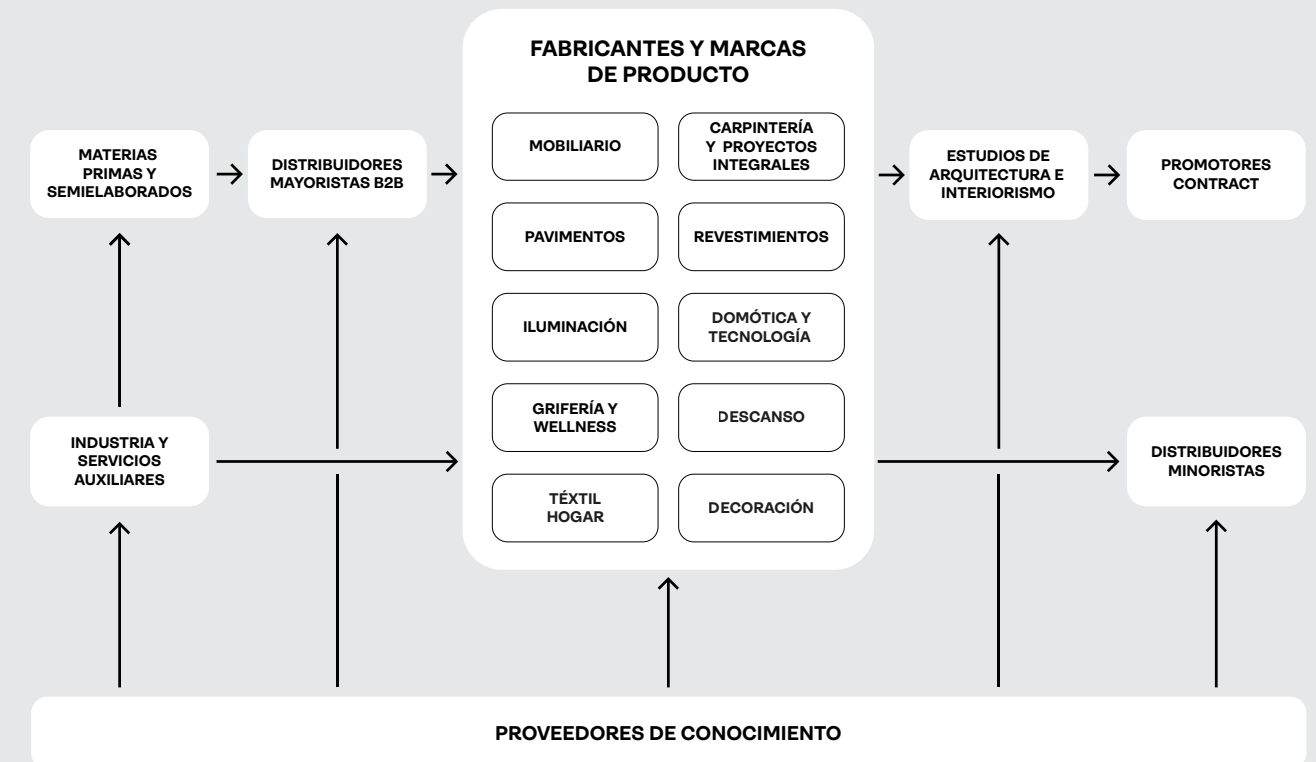 FABRICANTES Y MARCAS
DE PRODUCTO
MATERIAS
PRIMAS Y
SEMIELABORADOS
DISTRIBUIDORES
MAYORISTAS B2B
MOBILIARIO
CARPINTERÍA
Y PROYECTOS
INTEGRALES
ESTUDIOS DE
ARQUITECTURA E
INTERIORISMO
PROMOTORES
CONTRACT
PAVIMENTOS
REVESTIMIENTOS
ILUMINACIÓN
DOMÓTICA Y
TECNOLOGÍA
GRIFERÍA Y
WELLNESS
DESCANSO
INDUSTRIA Y
SERVICIOS
AUXILIARES
DISTRIBUIDORES
MINORISTAS
TÉXTIL
HOGAR
DECORACIÓN
PROVEEDORES DE CONOCIMIENTO